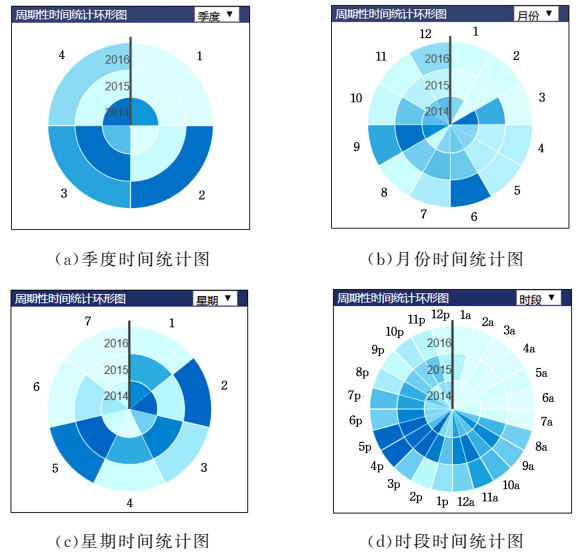 周期性时间统计环形图 季度 ▼
4 1
2016
2015
2014
3 2
(a)季度时间统计图
周期性时间统计环形图 月份 ▼
12 1
11 2
2016
2015
10 3
2014
9 4
8 5
7 6
(b)月份时间统计图
周期性时间统计环形图 星期 ▼
7 1
2016
2015
6 2
2014
5 3
4
(c)星期时间统计图
周期性时间统计环形图 时段 ▼
12p 1a
11p 2a
10p 3a
9p 4a
2016
8p 5a
2015
7p 6a
2014
6p 7a
5p 8a
4p 9a
3p 10a
2p 11a
1p 12a
(d)时段时间统计图